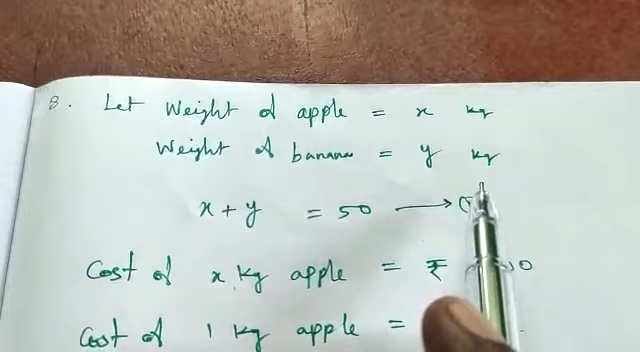 8. Let Weight of apple = x kg
Weight of banana = y kg
x + y = 50 →
Cost of x kg apple = ₹
Cost of 1 kg apple =